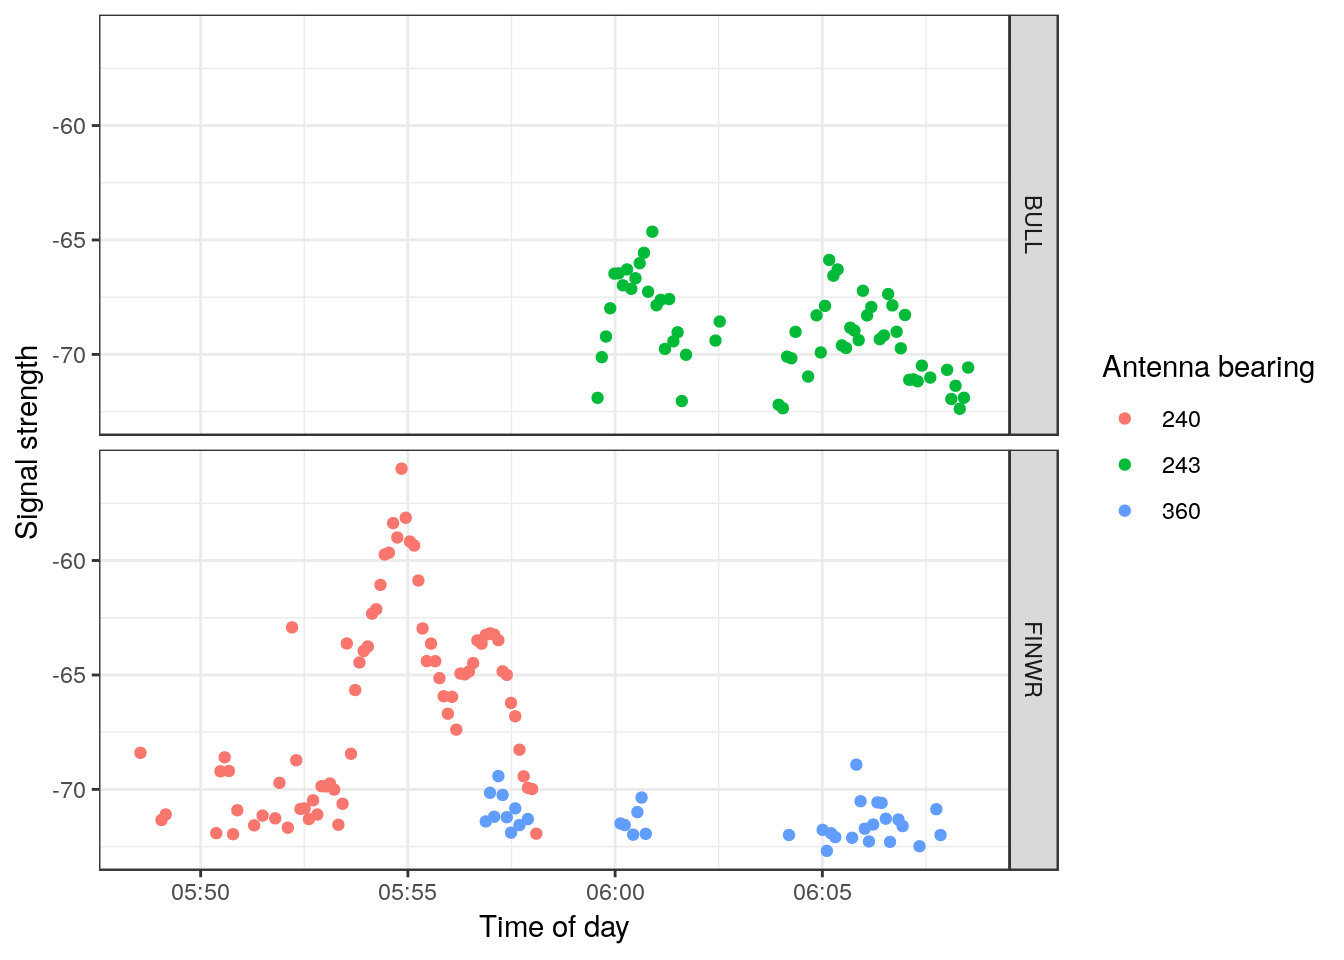 -60
-65
-70
BULL
-60
-65
-70
FINWR
05:50
05:55
06:00
06:05
Time of day
Signal strength
Antenna bearing
240
243
360